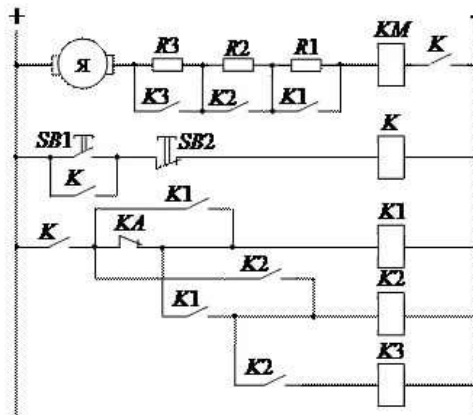 +
Я R3 R2 R1 KM K
K3 K2 K1
SB1 SB2 K
K
K1
K KA K1
K2 K2
K1
K3
K2